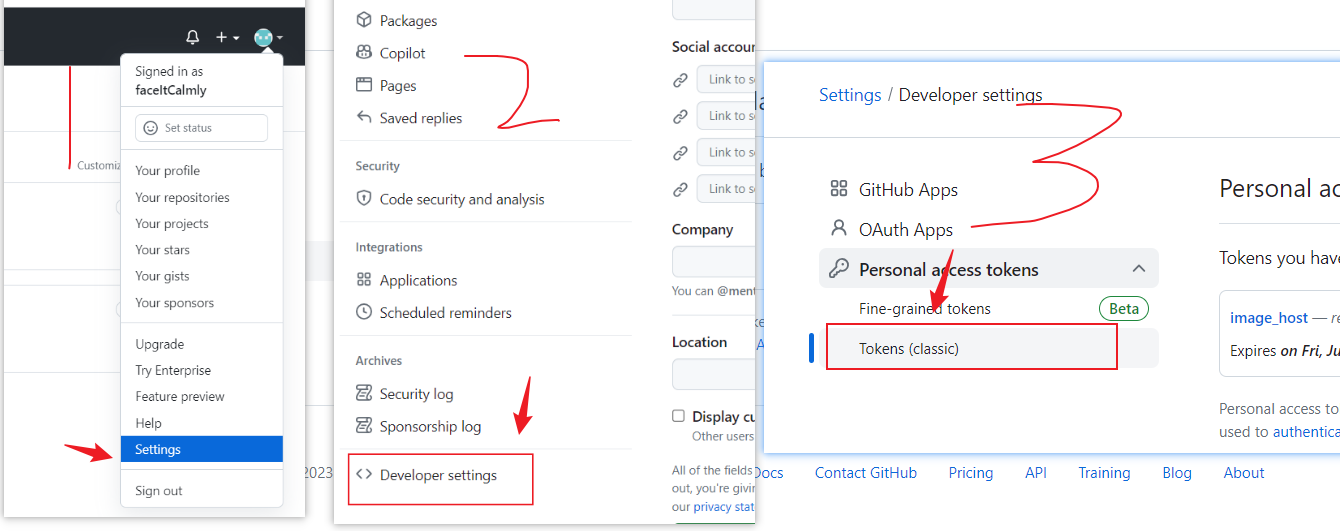 Signed in as
faceItCalmly
Set status
Customiz
Your profile
Your repositories
Your projects
Your stars
Your gists
Your sponsors
Upgrade
Try Enterprise
Feature preview
Help
Settings
Sign out
2023
Packages
Copilot
2
Pages
Saved replies
Security
Code security and analysis
Integrations
Applications
Scheduled reminders
Archives
Security log
Sponsorship log
Developer settings
Social accou
Link to s
Link to s
Link to so
Link to so
Company
You can @ment
Location
Display cu
Other users
All of the fields
out, you're givin
our privacy stat
Settings / Developer settings
3
GitHub Apps
OAuth Apps
Personal access tokens
Fine-grained tokens
Beta
Tokens (classic)
Personal ac
Tokens you have
image_host — re
Expires on Fri, Ju
Personal access to
used to authentica
Docs
Contact GitHub
Pricing
API
Training
Blog
About